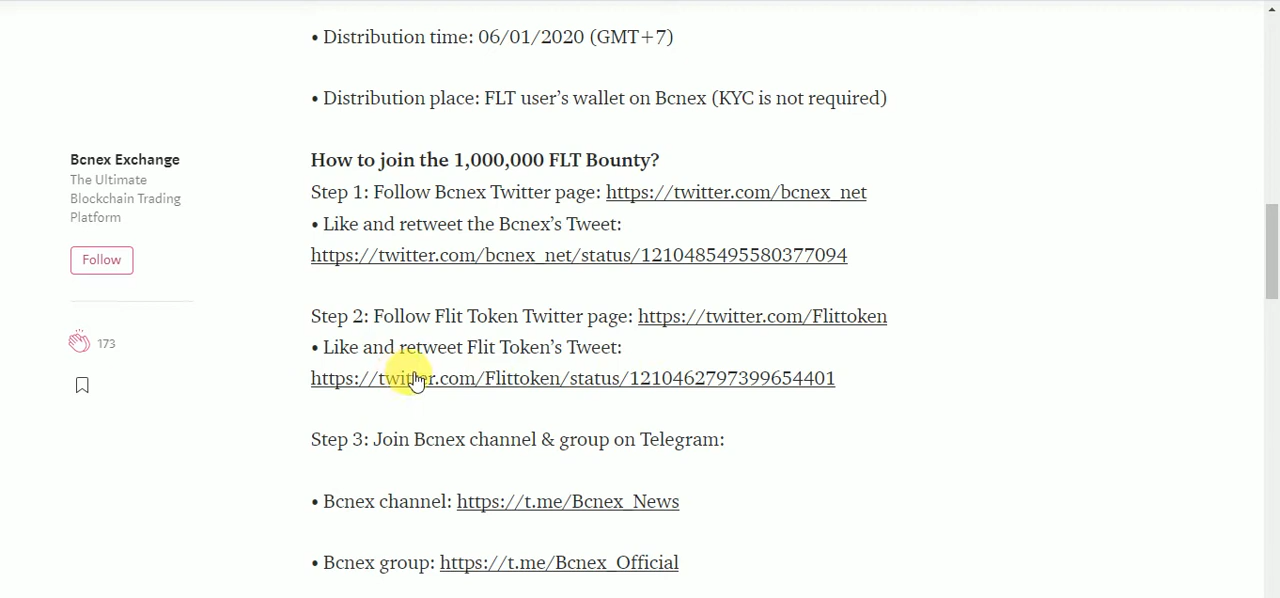 • Distribution time: 06/01/2020 (GMT+7)
• Distribution place: FLT user’s wallet on Bcnex (KYC is not required)
Bcnex Exchange
The Ultimate
Blockchain Trading
Platform
Follow
173
How to join the 1,000,000 FLT Bounty?
Step 1: Follow Bcnex Twitter page: https://twitter.com/bcnex_net
• Like and retweet the Bcnex’s Tweet:
https://twitter.com/bcnex_net/status/1210485495580377094
Step 2: Follow Flit Token Twitter page: https://twitter.com/Flittoken
• Like and retweet Flit Token’s Tweet:
https://twitter.com/Flittoken/status/1210462797399654401
Step 3: Join Bcnex channel & group on Telegram:
• Bcnex channel: https://t.me/Bcnex_News
• Bcnex group: https://t.me/Bcnex_Official